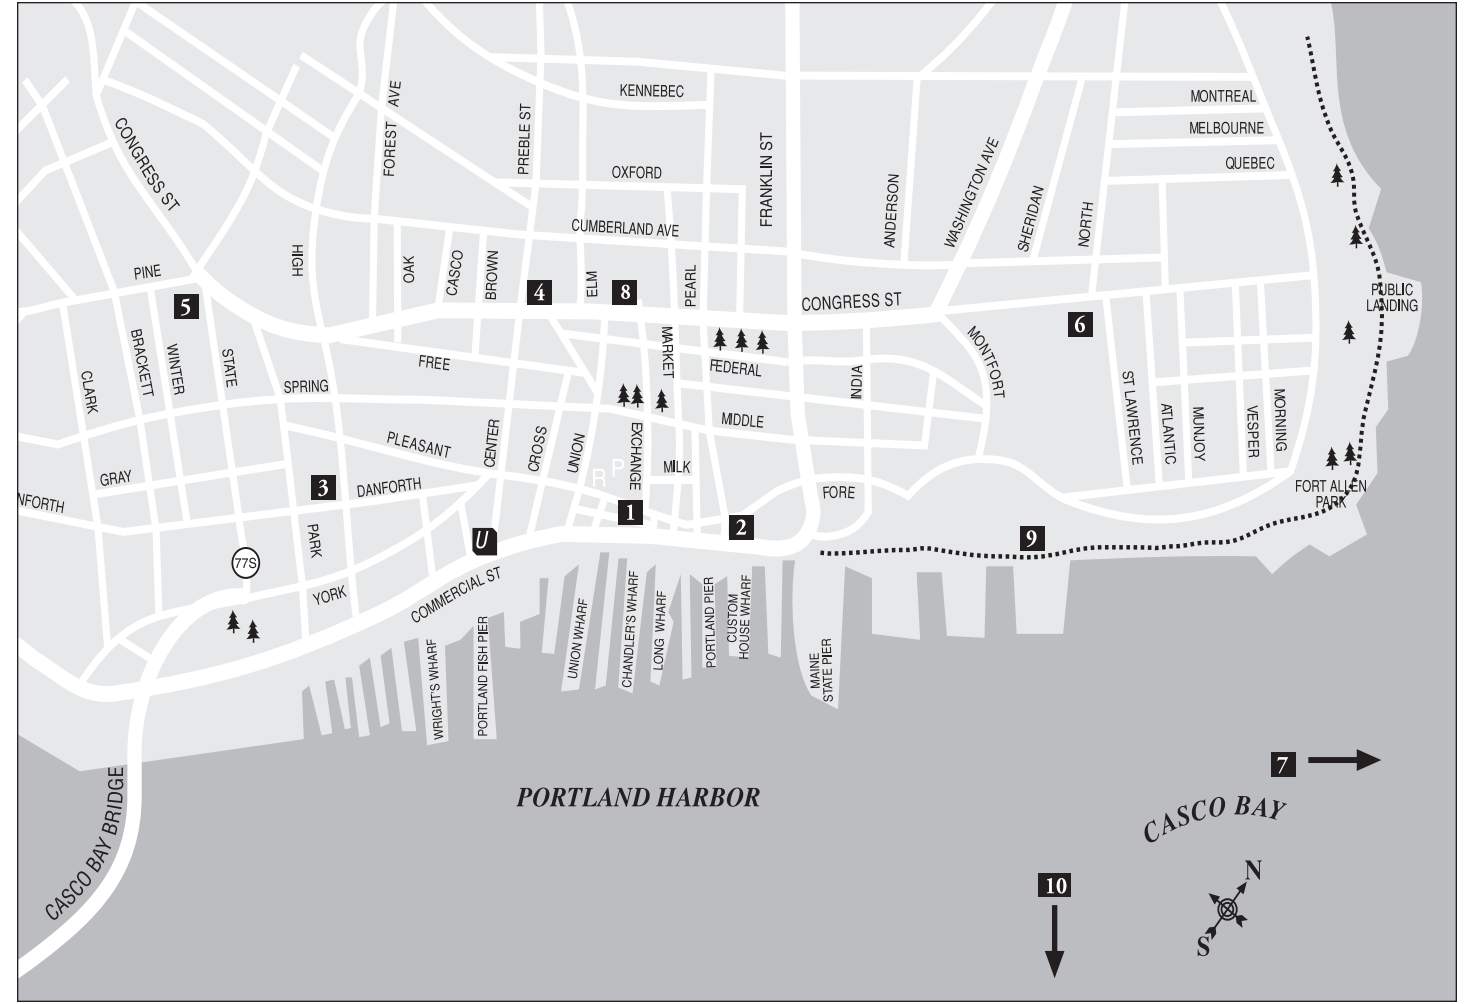 MONTREAL
KENNEBEC
FOREST AVE
PREBLE ST
MELBOURNE
CONGRESS ST
FRANKLIN ST
QUEBEC
OXFORD
WASHINGTON AVE
ANDERSON
SHERIDAN
NORTH
CUMBERLAND AVE
HIGH
OAK
CASCO
BROWN
ELM
PEARL
PINE
4
8
5
CONGRESS ST
PUBLIC
LANDING
6
MARKET
MONTFORT
BRACKETT
WINTER
STATE
FREE
FEDERAL
CLARK
SPRING
INDIA
ST LAWRENCE
ATLANTIC
MUNJOY
VESPER
MORNING
MIDDLE
PLEASANT
CENTER
CROSS
UNION
EXCHANGE
R P
MILK
GRAY
3
DANFORTH
FORE
FORT ALLEN
PARK
NFORTH
1
2
9
PARK
U
77S
YORK
COMMERCIAL ST
UNION WHARF
CHANDLER'S WHARF
LONG WHARF
PORTLAND PIER
CUSTOM
HOUSE WHARF
MAINE
STATE PIER
WRIGHT'S WHARF
PORTLAND FISH PIER
7
CASCO BAY BRIDGE
PORTLAND HARBOR
CASCO BAY
10
N
S